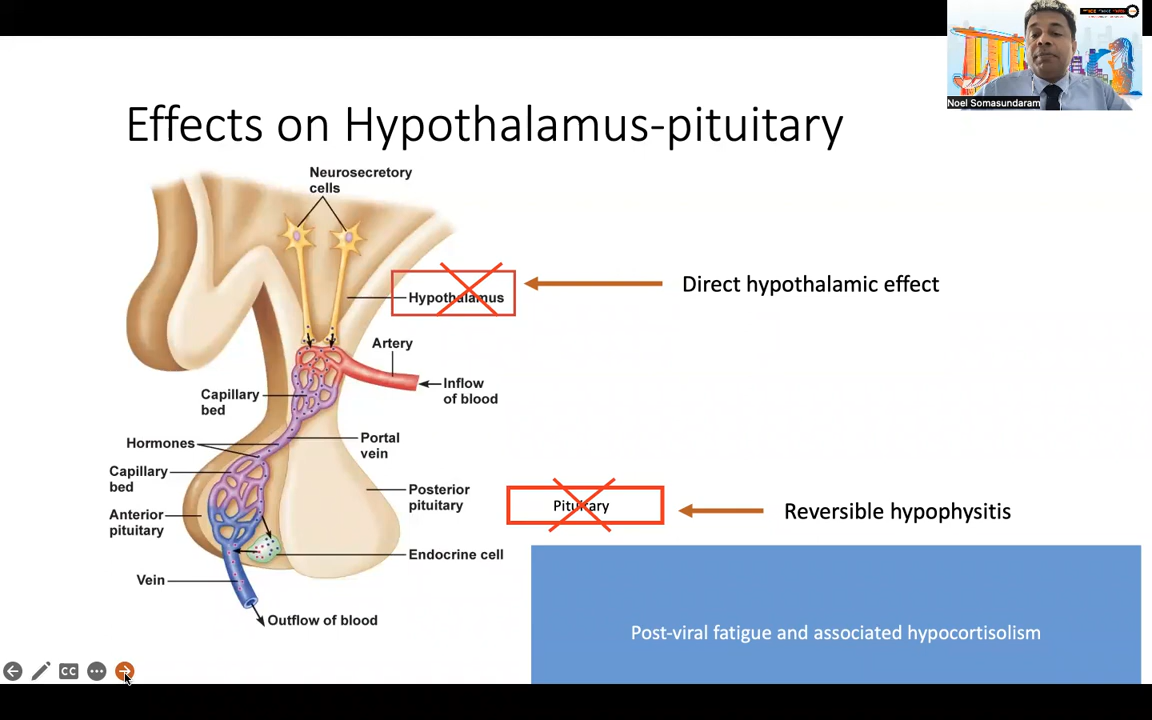 Noel Somasundaram
Effects on Hypothalamus-pituitary
Neurosecretory
cells
Hypothalamus
Direct hypothalamic effect
Artery
Inflow
of blood
Capillary
bed
Hormones
Portal
vein
Capillary
bed
Posterior
pituitary
Pituitary
Reversible hypophysitis
Anterior
pituitary
Endocrine cell
Vein
Outflow of blood
Post-viral fatigue and associated hypocortisolism
CC